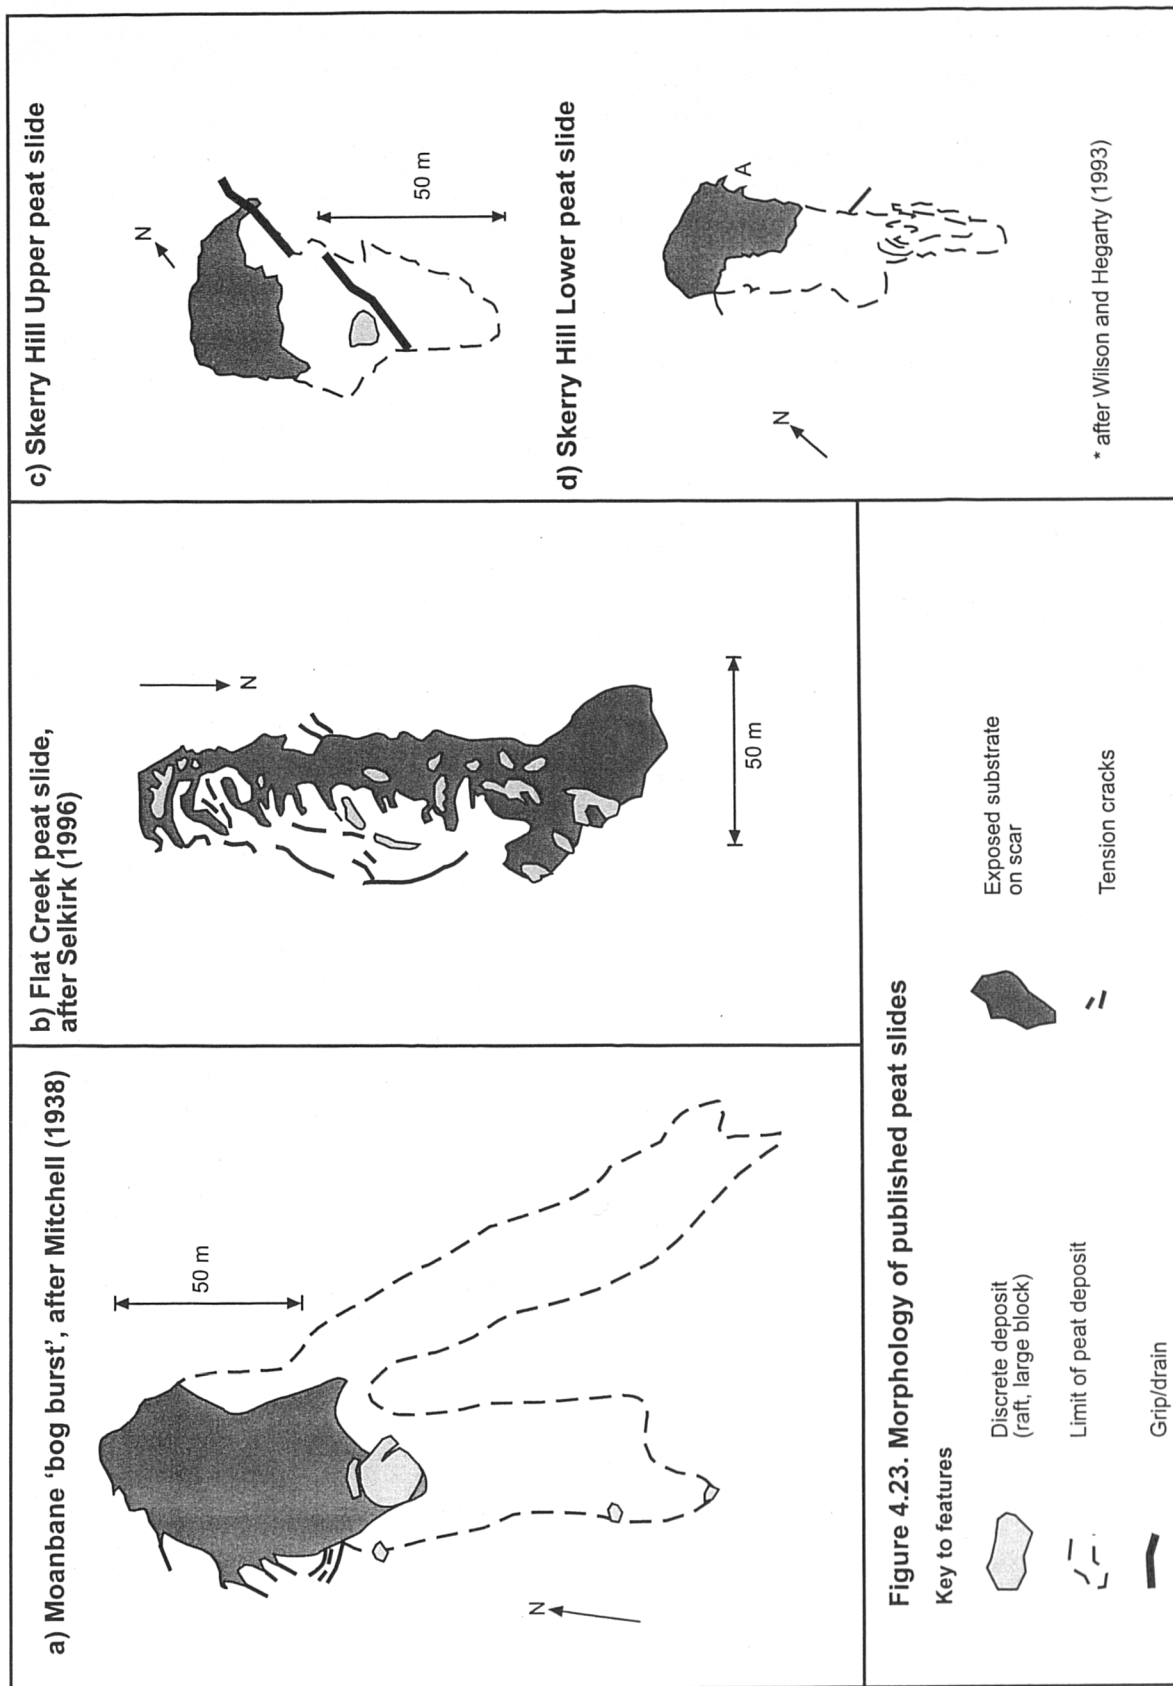 a) Moanbane ‘bog burst’, after Mitchell (1938)
50 m
N
b) Flat Creek peat slide,
after Selkirk (1996)
N
50 m
c) Skerry Hill Upper peat slide
N
50 m
d) Skerry Hill Lower peat slide
A
N
* after Wilson and Hegarty (1993)
Figure 4.23. Morphology of published peat slides
Key to features
Discrete deposit
(raft, large block)
Limit of peat deposit
Grip/drain
Exposed substrate
on scar
Tension cracks